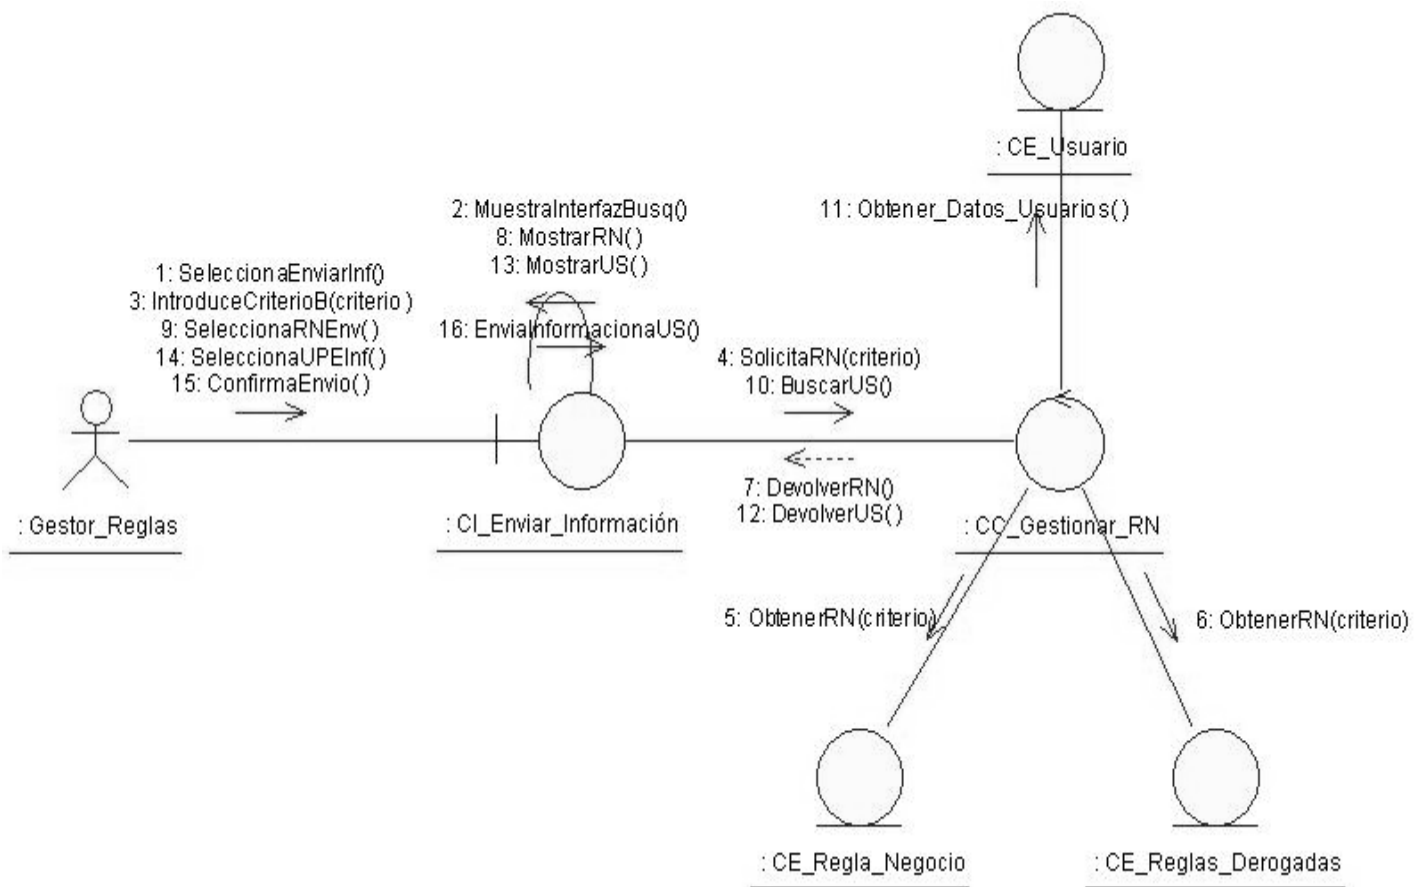 : CE_Usuario
11: Obtener_Datos_Usuarios()
2: MuestraInterfazBusq()
8: MostrarRN()
13: MostrarUS()
16: EnviaInformacionaUS()
1: SeleccionaEnviarInf()
3: IntroduceCriterioB(criterio )
9: SeleccionaRNEnv()
14: SeleccionaUPEInf()
15: ConfirmaEnvio()
4: SolicitaRN(criterio)
10: BuscarUS()
7: DevolverRN()
12: DevolverUS()
: Gestor_Reglas
: CI_Enviar_Información
: CC_Gestionar_RN
5: ObtenerRN(criterio)
6: ObtenerRN(criterio)
: CE_Regla_Negocio
: CE_Reglas_Derogadas